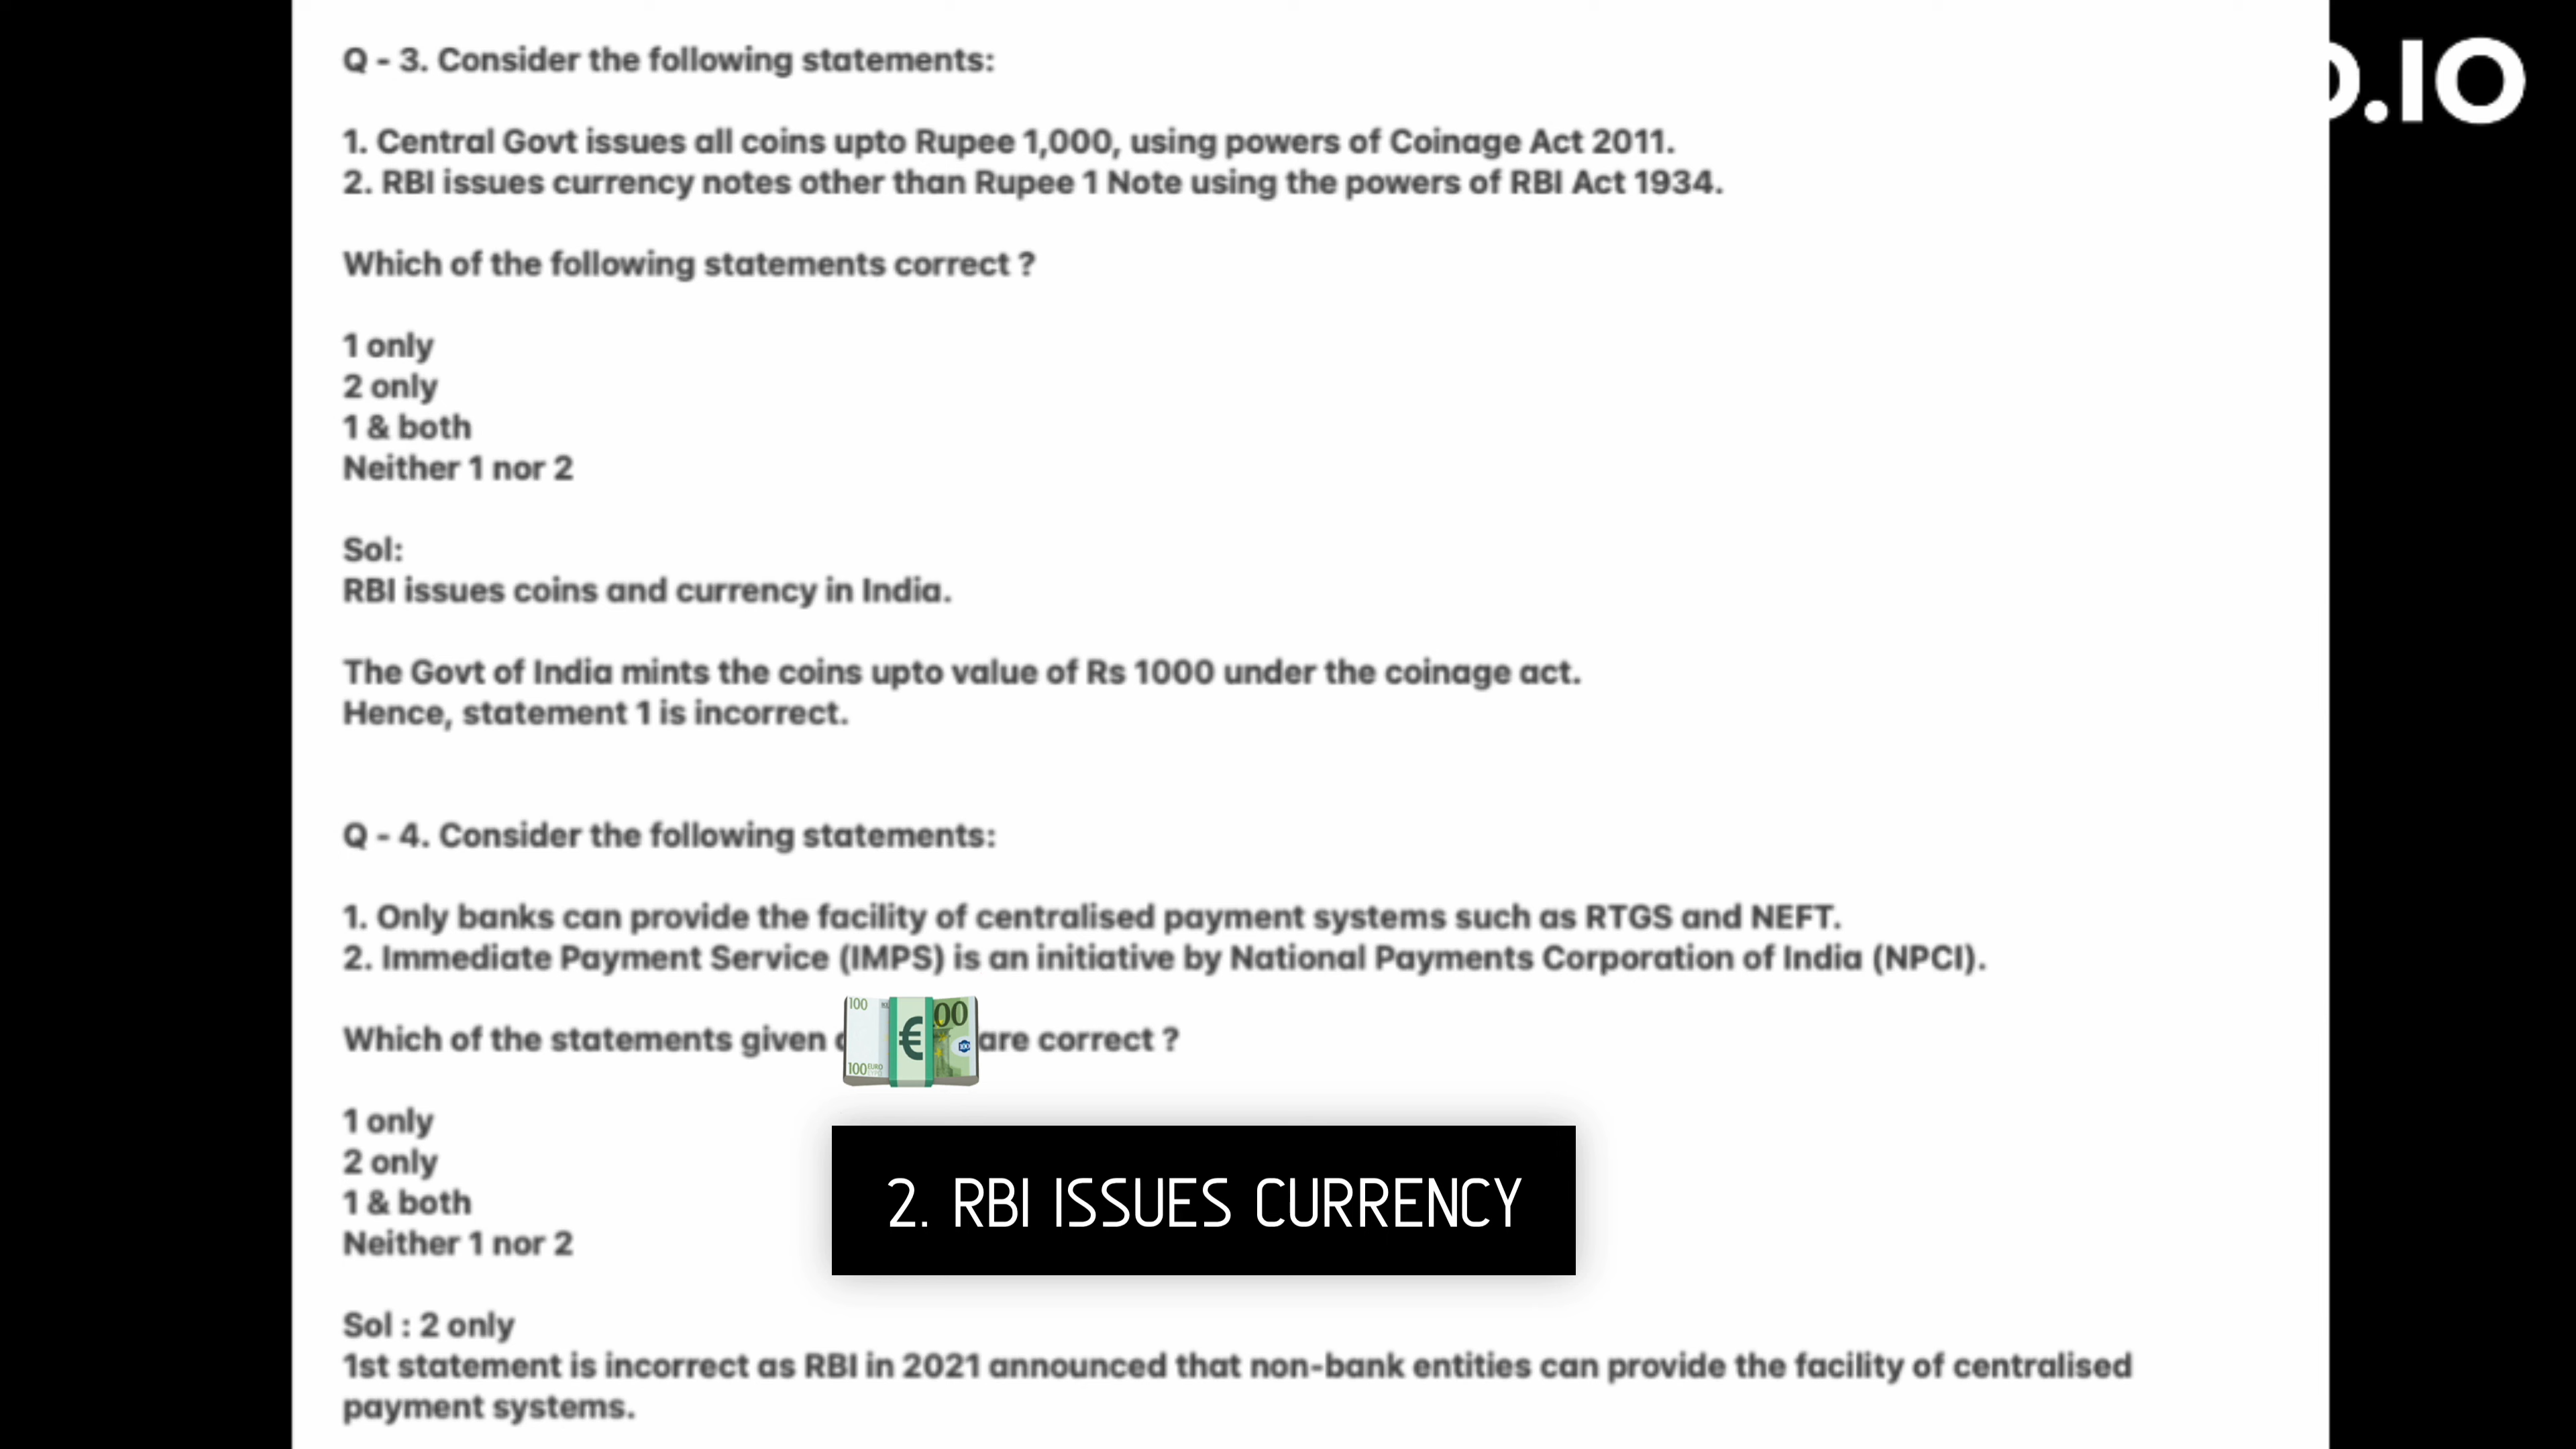 Q - 3. Consider the following statements:
.IO
1. Central Govt issues all coins upto Rupee 1,000, using powers of Coinage Act 2011.
2. RBI issues currency notes other than Rupee 1 Note using the powers of RBI Act 1934.
Which of the following statements correct ?
1 only
2 only
1 & both
Neither 1 nor 2
Sol:
RBI issues coins and currency in India.
The Govt of India mints the coins upto value of Rs 1000 under the coinage act.
Hence, statement 1 is incorrect.
Q - 4. Consider the following statements:
1. Only banks can provide the facility of centralised payment systems such as RTGS and NEFT.
2. Immediate Payment Service (IMPS) is an initiative by National Payments Corporation of India (NPCI).
Which of the statements given are correct ?
1 only
2 only
1 & both
Neither 1 nor 2
2. RBI ISSUES CURRENCY
Sol : 2 only
1st statement is incorrect as RBI in 2021 announced that non-bank entities can provide the facility of centralised
payment systems.